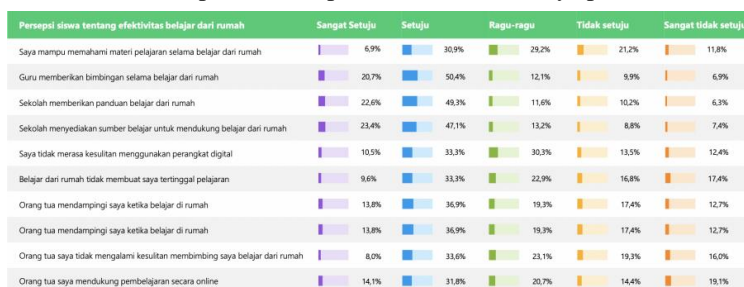 Persepsi siswa tentang efektivitas belajar dari rumah Sangat Setuju Setuju Ragu-ragu Tidak setuju Sangat tidak setuju
Saya mampu memahami materi pelajaran selama belajar dari rumah 6,9% 30,9% 29,2% 21,2% 11,8%
Guru memberikan bimbingan selama belajar dari rumah 20,7% 50,4% 12,1% 9,9% 6,9%
Sekolah memberikan panduan belajar dari rumah 22,6% 49,3% 11,6% 10,2% 6,3%
Sekolah menyediakan sumber belajar untuk mendukung belajar dari rumah 23,4% 47,1% 13,2% 8,8% 7,4%
Saya tidak merasa kesulitan menggunakan perangkat digital 10,5% 33,3% 30,3% 13,5% 12,4%
Belajar dari rumah tidak membuat saya tertinggal pelajaran 9,6% 33,3% 22,9% 16,8% 17,4%
Orang tua mendampingi saya ketika belajar di rumah 13,8% 36,9% 19,3% 17,4% 12,7%
Orang tua mendampingi saya ketika belajar di rumah 13,8% 36,9% 19,3% 17,4% 12,7%
Orang tua saya tidak mengalami kesulitan membimbing saya belajar dari rumah 8,0% 33,6% 23,1% 19,3% 16,0%
Orang tua saya mendukung pembelajaran secara online 14,1% 31,8% 20,7% 14,4% 19,1%